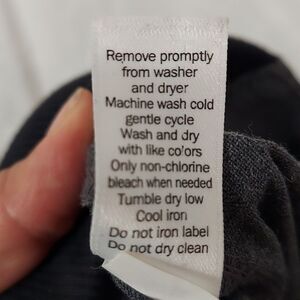 Remove promptly
from washer
and dryer
Machine wash cold
gentle cycle
Wash and dry
with like colors
Only non-chlorine
bleach when needed
Tumble dry low
Cool iron
Do not iron label
Do not dry clean